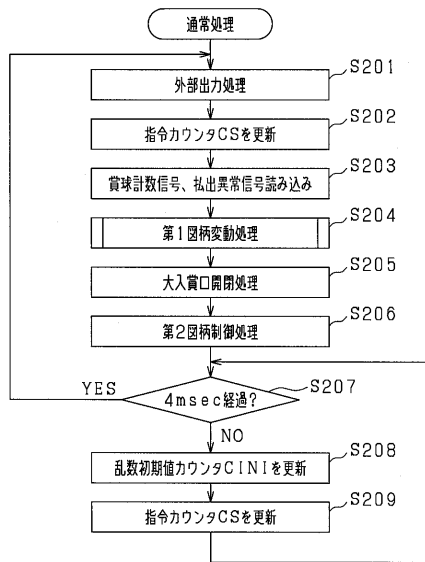 通常処理
S201
外部出力処理
S202
指令カウンタCSを更新
S203
賞球計数信号、払出異常信号読み込み
S204
第1図柄変動処理
S205
大入賞口開閉処理
S206
第2図柄制御処理
YES
S207
4msec経過?
NO
S208
乱数初期値カウンタCINIを更新
S209
指令カウンタCSを更新